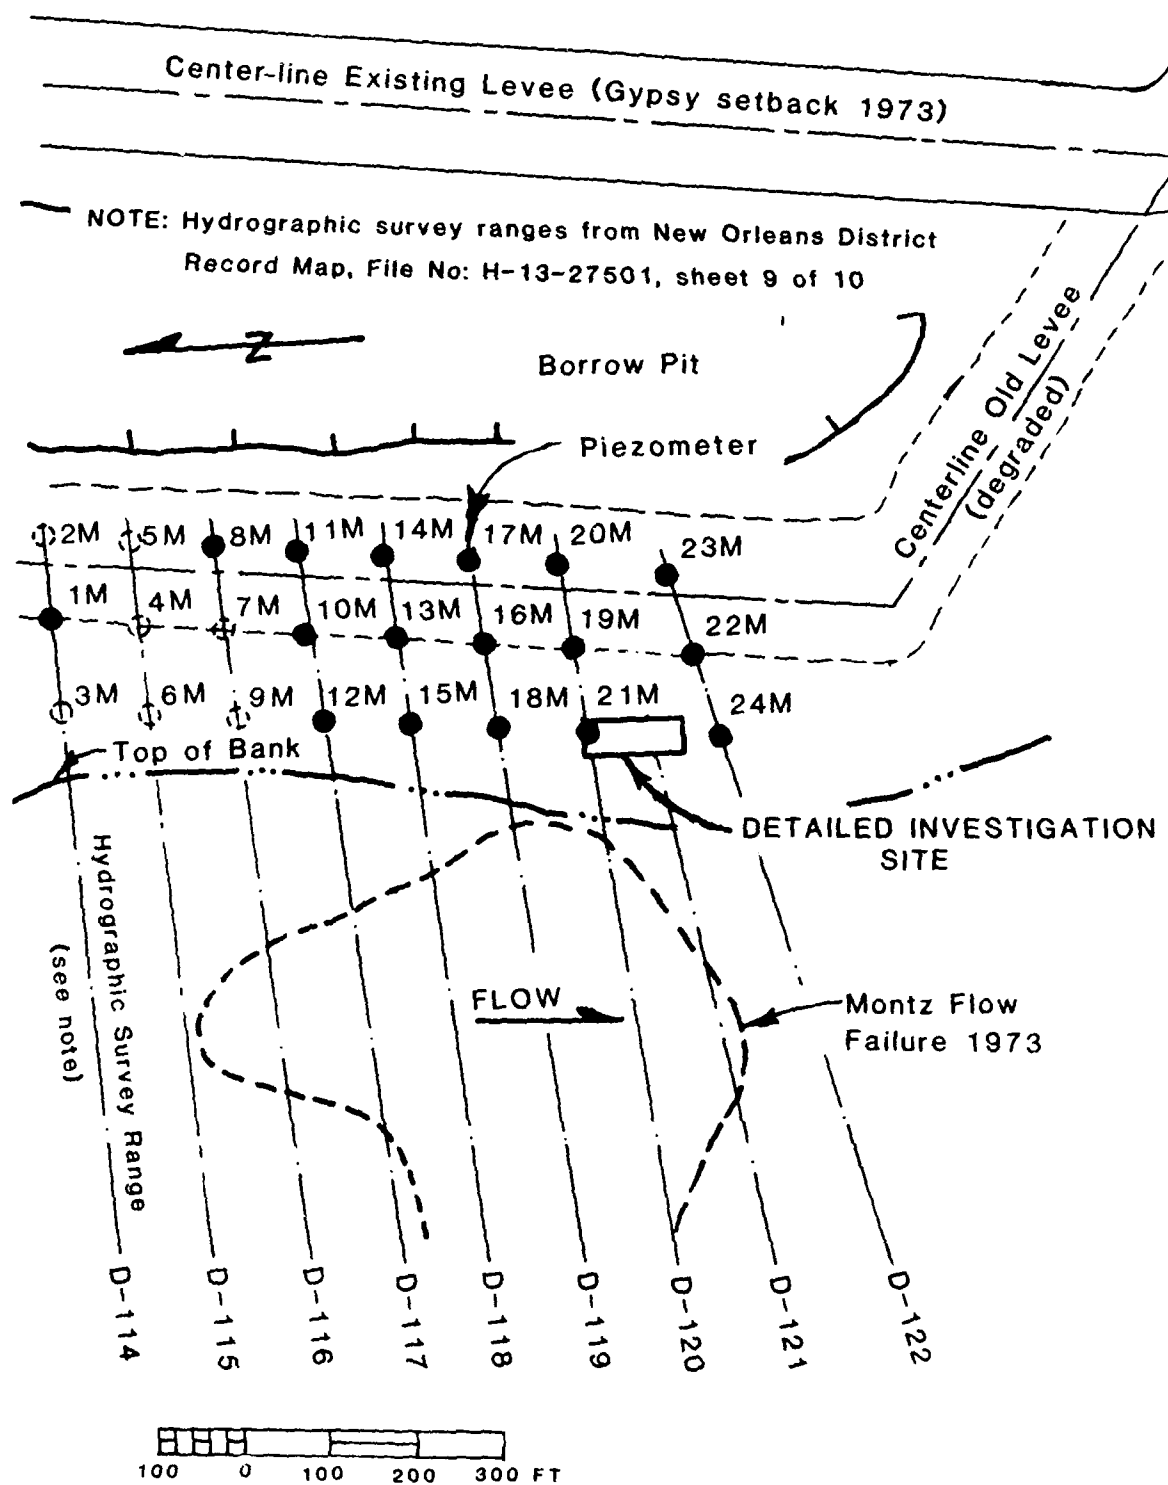 Center-line Existing Levee (Gypsy setback 1973)
NOTE: Hydrographic survey ranges from New Orleans District
Record Map, File No: H-13-27501, sheet 9 of 10
N
Borrow Pit
Centerline Old Levee
(degraded)
Piezometer
2M 5M 8M 11M 14M 17M 20M 23M
1M 4M 7M 10M 13M 16M 19M 22M
3M 6M 9M 12M 15M 18M 21M 24M
Top of Bank
DETAILED INVESTIGATION
SITE
Hydrographic Survey Range
(see note)
FLOW
Montz Flow
Failure 1973
D-114
D-115
D-116
D-117
D-118
D-119
D-120
D-121
D-122
100 0 100 200 300 FT